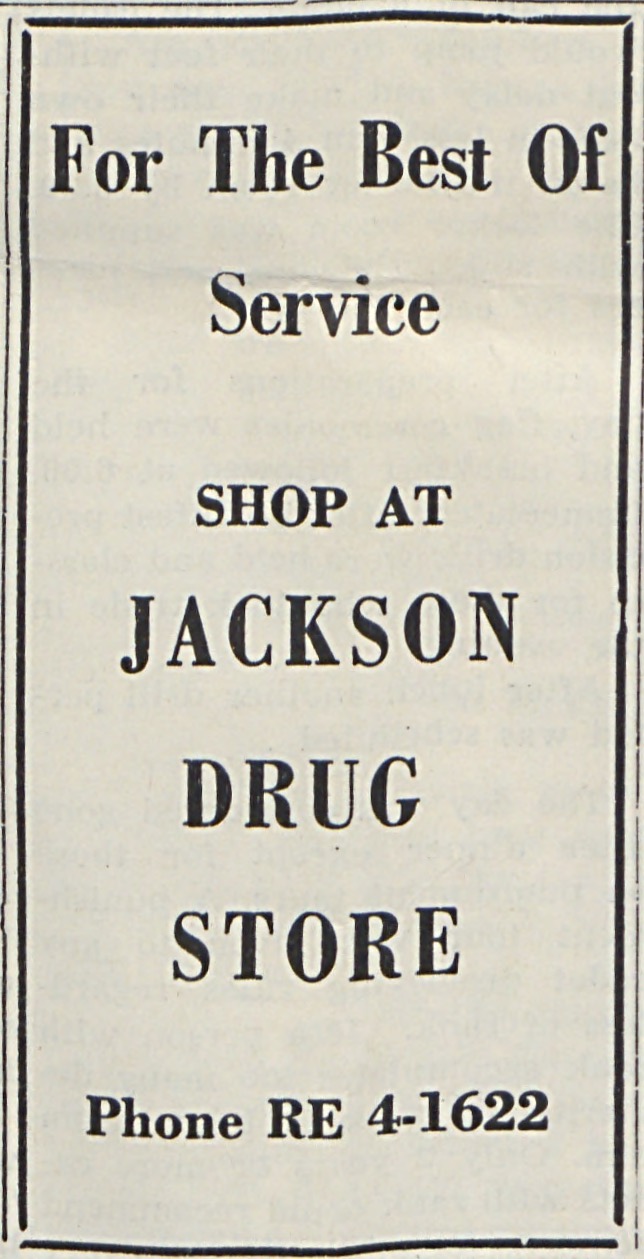 For The Best Of
Service
SHOP AT
JACKSON
DRUG
STORE
Phone RE 4-1622